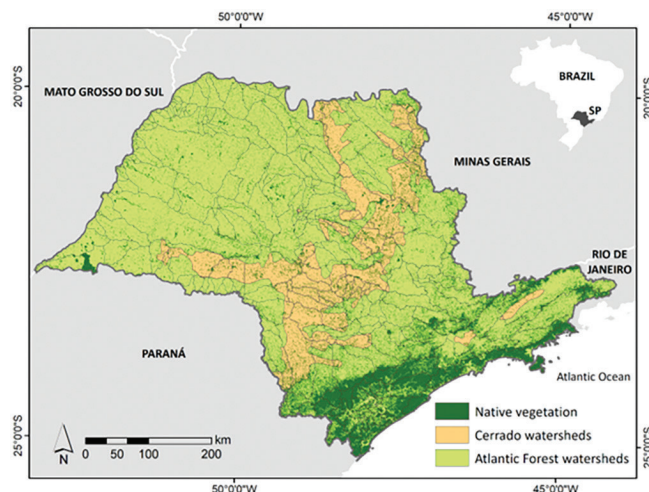 50°0'0"W
45°0'0"W
20°0'0"S
20°0'0"S
MATO GROSSO DO SUL
BRAZIL
SP
MINAS GERAIS
RIO DE
JANEIRO
PARANÁ
Atlantic Ocean
Native vegetation
Cerrado watersheds
Atlantic Forest watersheds
km
0 50 100 200
N
25°0'0"S
25°0'0"S
50°0'0"W
45°0'0"W